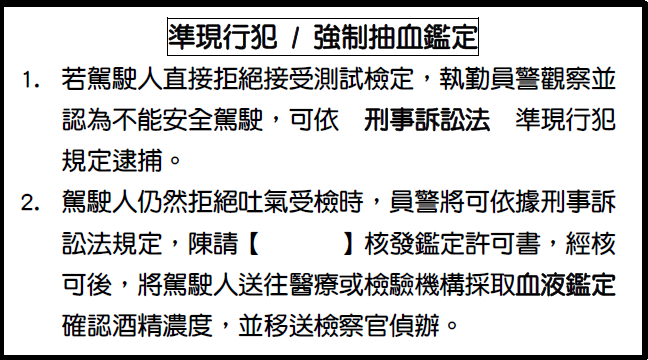 準現行犯 / 強制抽血鑑定
1. 若駕駛人直接拒絕接受測試檢定，執勤員警觀察並
認為不能安全駕駛，可依 刑事訴訟法 準現行犯
規定逮捕。
2. 駕駛人仍然拒絕吐氣受檢時，員警將可依據刑事訴
訟法規定，陳請【 】核發鑑定許可書，經核
可後，將駕駛人送往醫療或檢驗機構採取血液鑑定
確認酒精濃度，並移送檢察官偵辦。